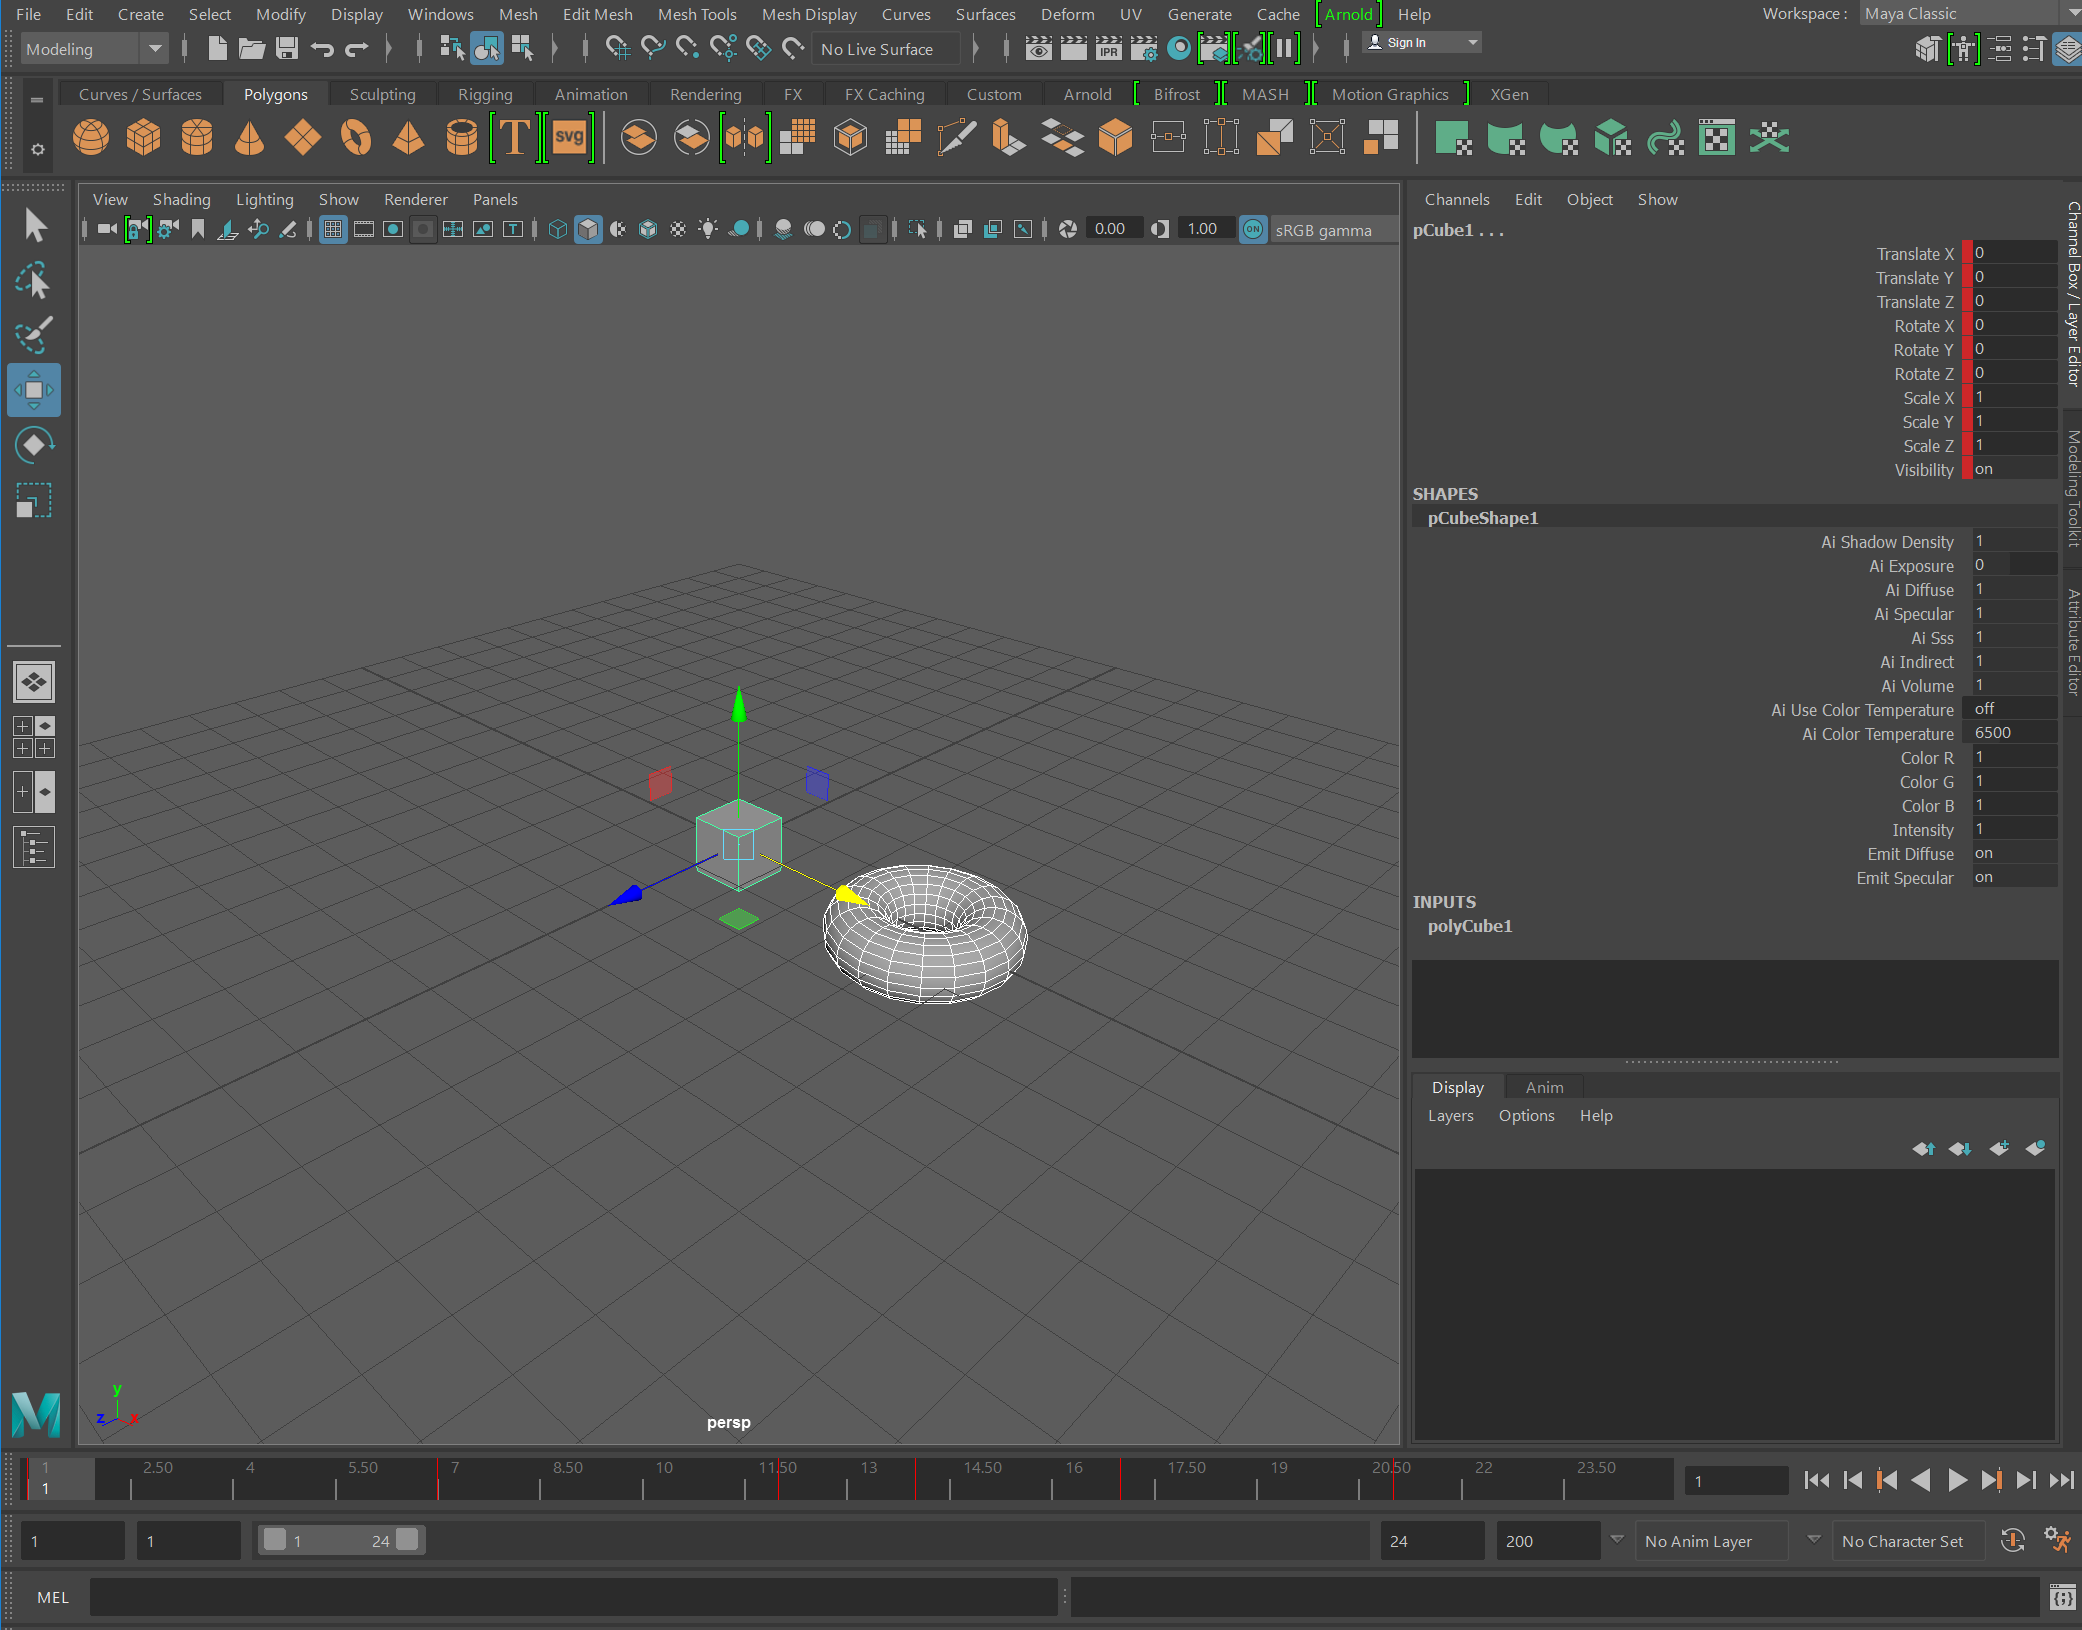 File Edit Create Select Modify Display Windows Mesh Edit Mesh Mesh Tools Mesh Display Curves Surfaces Deform UV Generate Cache Arnold Help Workspace : Maya Classic
Modeling No Live Surface IPR Sign In
Curves / Surfaces Polygons Sculpting Rigging Animation Rendering FX FX Caching Custom Arnold Bifrost MASH Motion Graphics XGen
T svg
View Shading Lighting Show Renderer Panels
T 0.00 1.00 ON sRGB gamma
persp
y
z x
Channels Edit Object Show
pCube1 . . .
Translate X 0
Translate Y 0
Translate Z 0
Rotate X 0
Rotate Y 0
Rotate Z 0
Scale X 1
Scale Y 1
Scale Z 1
Visibility on
SHAPES
pCubeShape1
Ai Shadow Density 1
Ai Exposure 0
Ai Diffuse 1
Ai Specular 1
Ai Sss 1
Ai Indirect 1
Ai Volume 1
Ai Use Color Temperature off
Ai Color Temperature 6500
Color R 1
Color G 1
Color B 1
Intensity 1
Emit Diffuse on
Emit Specular on
INPUTS
polyCube1
Channel Box / Layer Editor
Modeling Toolkit
Attribute Editor
Display Anim
Layers Options Help
M
1 2.50 4 5.50 7 8.50 10 11.50 13 14.50 16 17.50 19 20.50 22 23.50
1 1
1 1 1 24 24 200 No Anim Layer No Character Set
MEL